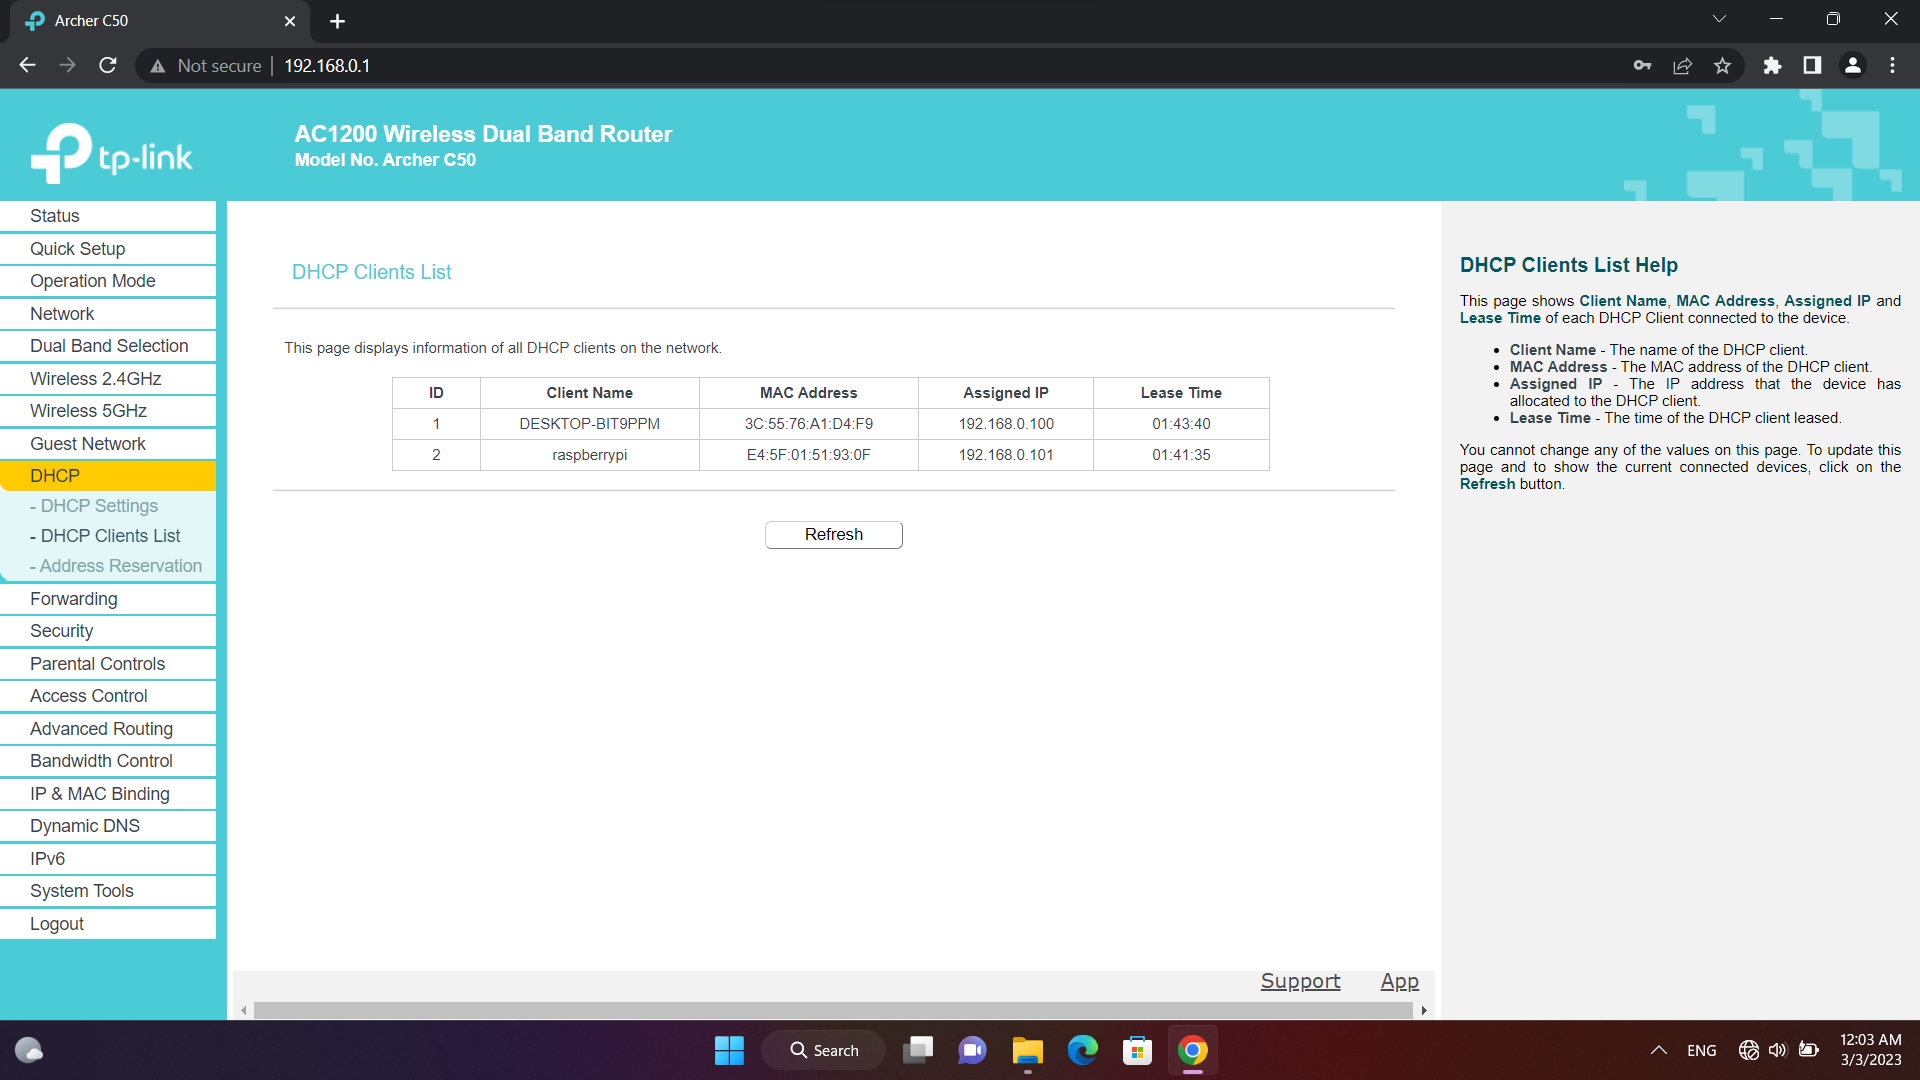 Archer C50
Not secure
192.168.0.1
tp-link
AC1200 Wireless Dual Band Router
Model No. Archer C50
Status
Quick Setup
Operation Mode
Network
Dual Band Selection
Wireless 2.4GHz
Wireless 5GHz
Guest Network
DHCP
- DHCP Settings
- DHCP Clients List
- Address Reservation
Forwarding
Security
Parental Controls
Access Control
Advanced Routing
Bandwidth Control
IP & MAC Binding
Dynamic DNS
IPv6
System Tools
Logout
DHCP Clients List
This page displays information of all DHCP clients on the network.
ID Client Name MAC Address Assigned IP Lease Time
1 DESKTOP-BIT9PPM 3C:55:76:A1:D4:F9 192.168.0.100 01:43:40
2 raspberrypi E4:5F:01:51:93:0F 192.168.0.101 01:41:35
Refresh
Support App
DHCP Clients List Help
This page shows Client Name, MAC Address, Assigned IP and
Lease Time of each DHCP Client connected to the device.
• Client Name - The name of the DHCP client.
• MAC Address - The MAC address of the DHCP client.
• Assigned IP - The IP address that the device has
allocated to the DHCP client.
• Lease Time - The time of the DHCP client leased.
You cannot change any of the values on this page. To update this
page and to show the current connected devices, click on the
Refresh button.
Search
ENG
12:03 AM
3/3/2023